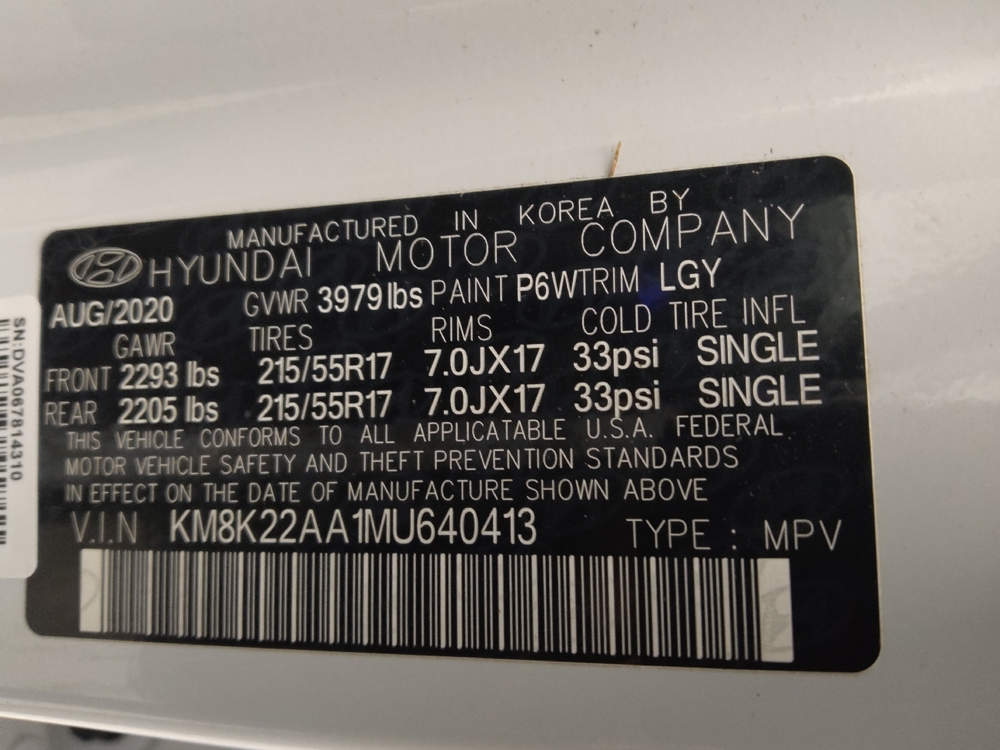 MANUFACTURED IN KOREA BY
HYUNDAI MOTOR COMPANY
AUG/2020 GVWR 3979 lbs PAINT P6W TRIM LGY
GAWR TIRES RIMS COLD TIRE INFL
FRONT 2293 lbs 215/55R17 7.0JX17 33psi SINGLE
REAR 2205 lbs 215/55R17 7.0JX17 33psi SINGLE
THIS VEHICLE CONFORMS TO ALL APPLICATABLE U.S.A. FEDERAL
MOTOR VEHICLE SAFETY AND THEFT PREVENTION STANDARDS
IN EFFECT ON THE DATE OF MANUFACTURE SHOWN ABOVE
V.I.N KM8K22AA1MU640413 TYPE : MPV
SN:DVA067814310